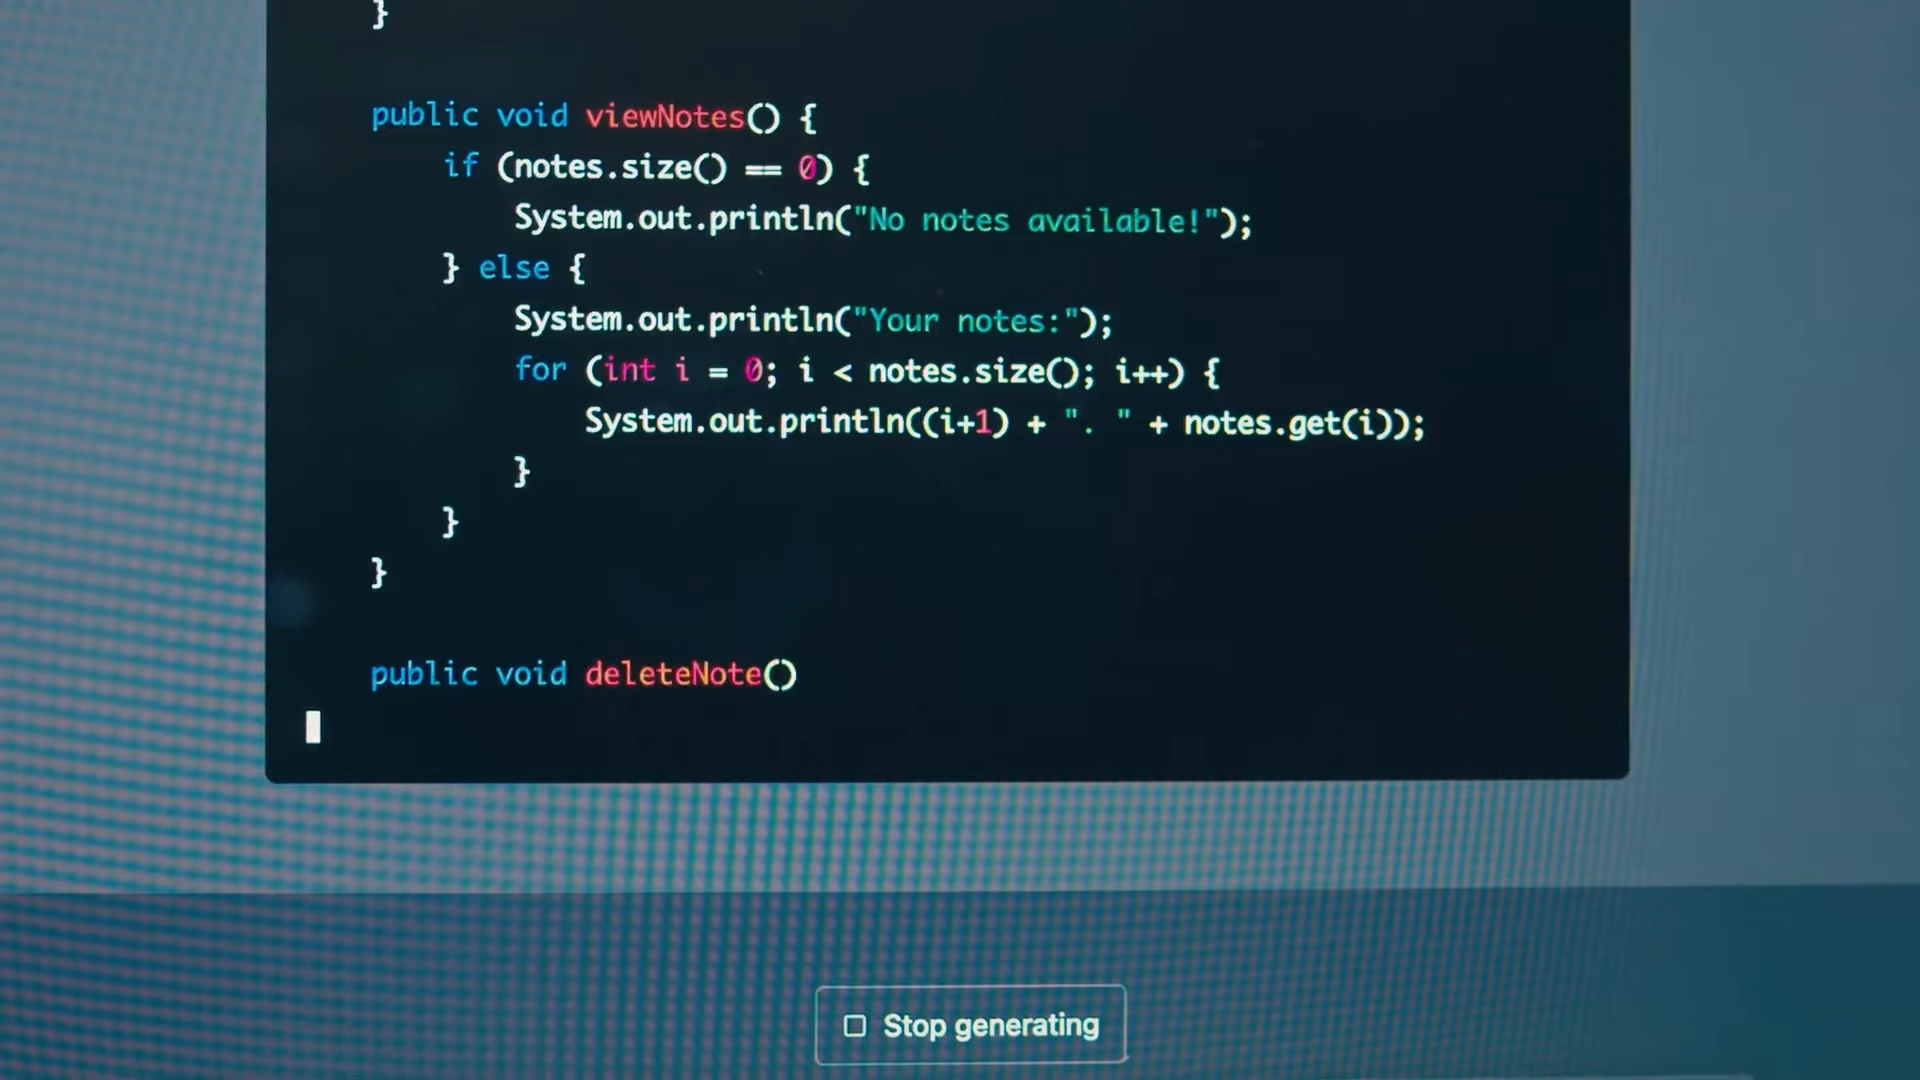 }
public void viewNotes() {
if (notes.size() == 0) {
System.out.println("No notes available!");
} else {
System.out.println("Your notes:");
for (int i = 0; i < notes.size(); i++) {
System.out.println((i+1) + ". " + notes.get(i));
}
}
}
public void deleteNote()
Stop generating